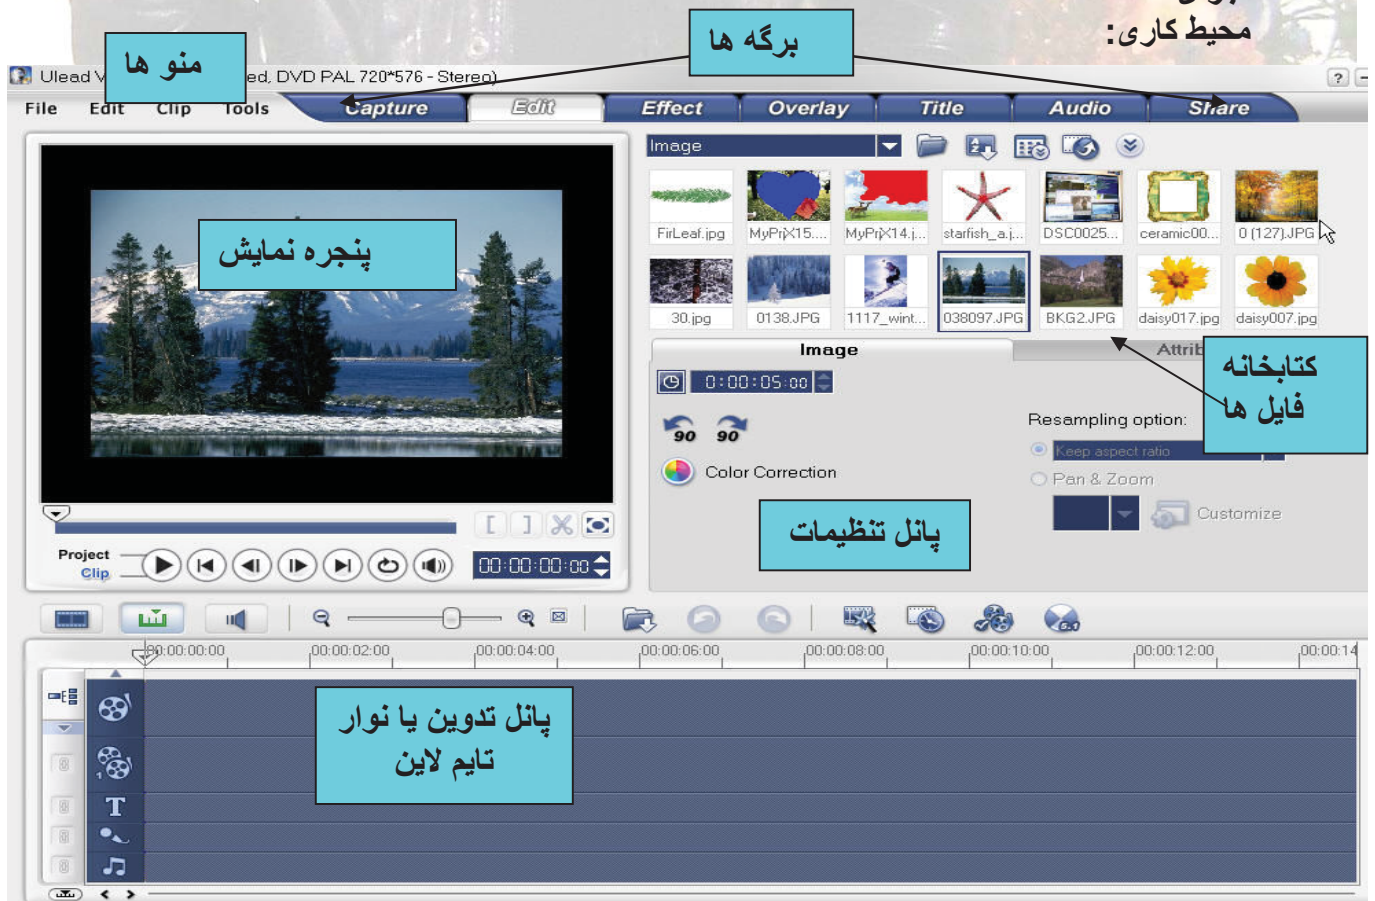 محیط کاری:
منو ها
برگه ها
Ulead V ed, DVD PAL 720*576 - Stereo)
File Edit Clip Tools Capture Edit Effect Overlay Title Audio Share
Image
FirLeaf.jpg MyPrjX15.... MyPrjX14.j... starfish_a.j... DSC0025... ceramic00... 0 (127).JPG
30.jpg 0138.JPG 1117_wint... 038097.JPG BKG2.JPG daisy017.jpg daisy007.jpg
پنجره نمایش
Image Attrib
کتابخانه
فایل ها
0:00:05:00
90 90
Resampling option:
Keep aspect ratio
Color Correction
Pan & Zoom
Customize
پانل تنظیمات
Project
Clip
[ ]
00:00:00:00
5.1
00:00:00:00 00:00:02:00 00:00:04:00 00:00:06:00 00:00:08:00 00:00:10:00 00:00:12:00 00:00:14
پانل تدوین یا نوار
تایم لاین
1
T